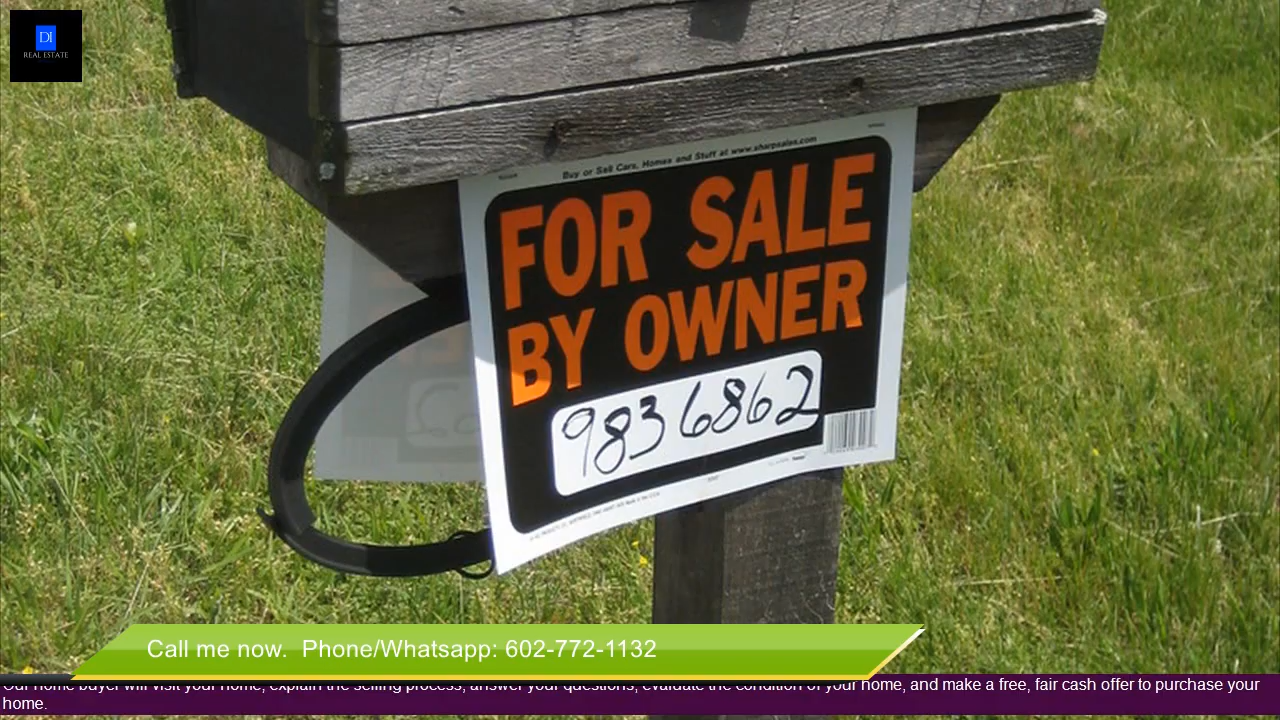 DI
REAL ESTATE
Buy or Sell Cars, Homes and Stuff at www.sharpsales.com
FOR SALE
BY OWNER
9836862
Call me now.  Phone/Whatsapp: 602-772-1132
Our home buyer will visit your home, explain the selling process, answer your questions, evaluate the condition of your home, and make a free, fair cash offer to purchase your
home.